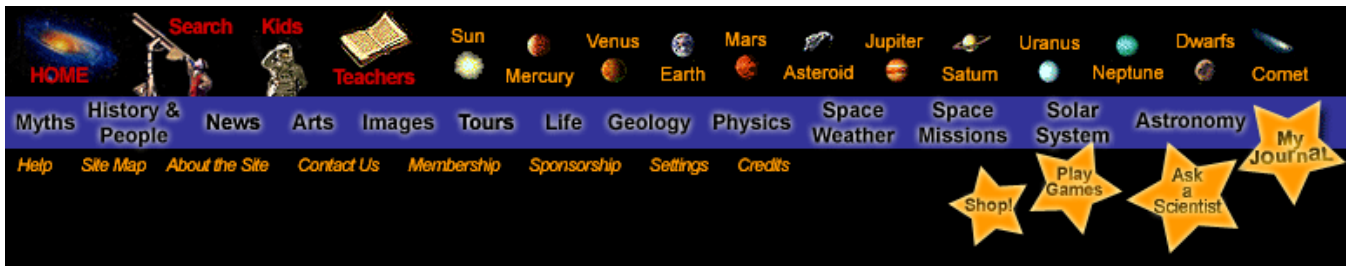 HOME
Search
Kids
Teachers
Sun
Mercury
Venus
Earth
Mars
Asteroid
Jupiter
Saturn
Uranus
Neptune
Dwarfs
Comet
Myths
History &
People
News
Arts
Images
Tours
Life
Geology
Physics
Space
Weather
Space
Missions
Solar
System
Astronomy
My
Journal
Help
Site Map
About the Site
Contact Us
Membership
Sponsorship
Settings
Credits
Shop!
Play
Games
Ask
a
Scientist